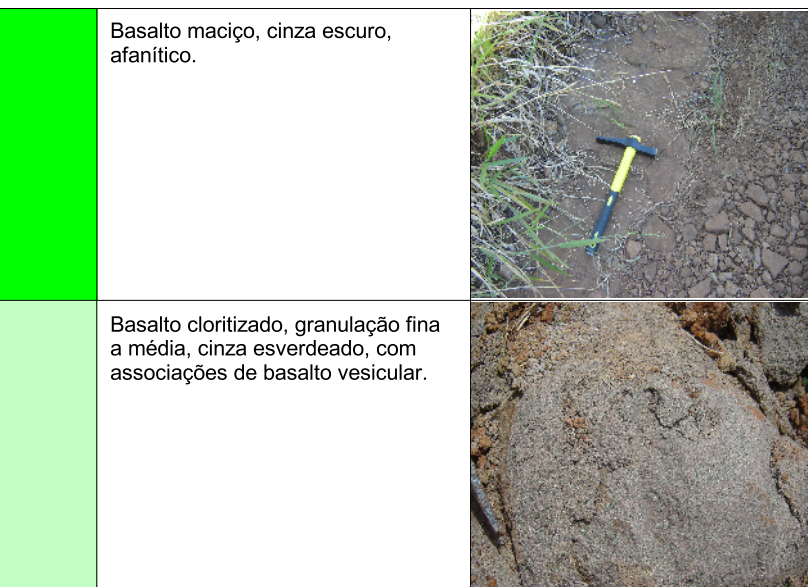 Basalto maciço, cinza escuro,
afanítico.
Basalto cloritizado, granulação fina
a média, cinza esverdeado, com
associações de basalto vesicular.